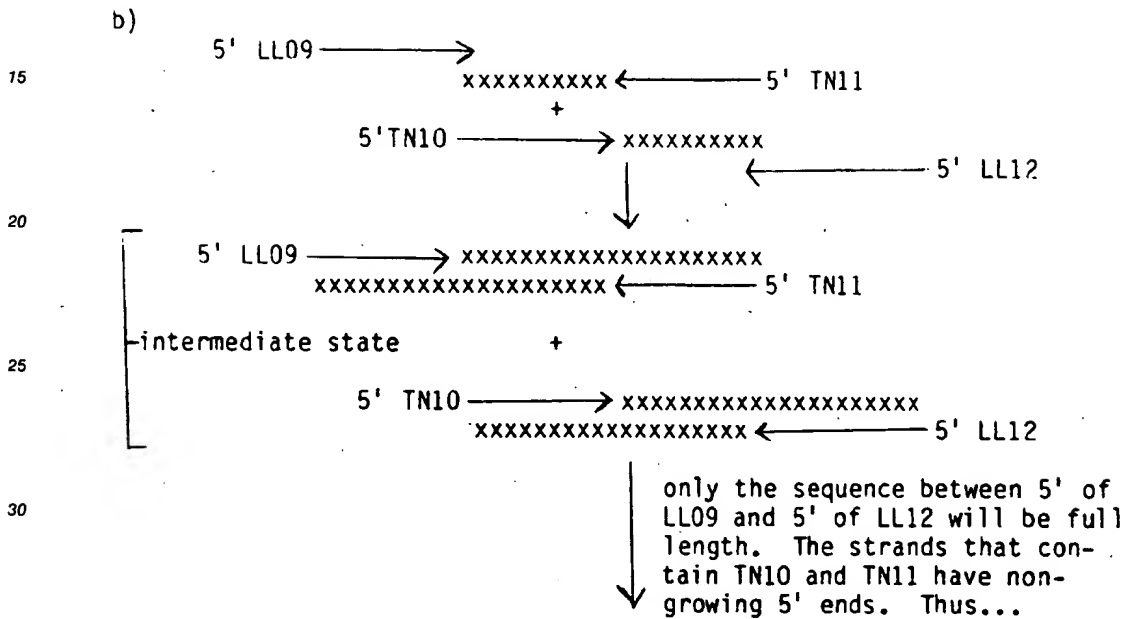 b)
5' LL09
15
xxxxxxxxxx 5' TN11
+
5'TN10 xxxxxxxxxx
5' LL12
20
5' LL09 xxxxxxxxxxxxxxxxxxxxx
xxxxxxxxxxxxxxxxxxxx 5' TN11
intermediate state +
25
5' TN10 xxxxxxxxxxxxxxxxxxxxx
xxxxxxxxxxxxxxxxxxx 5' LL12
only the sequence between 5' of
30
LL09 and 5' of LL12 will be full
length. The strands that con-
tain TN10 and TN11 have non-
growing 5' ends. Thus...